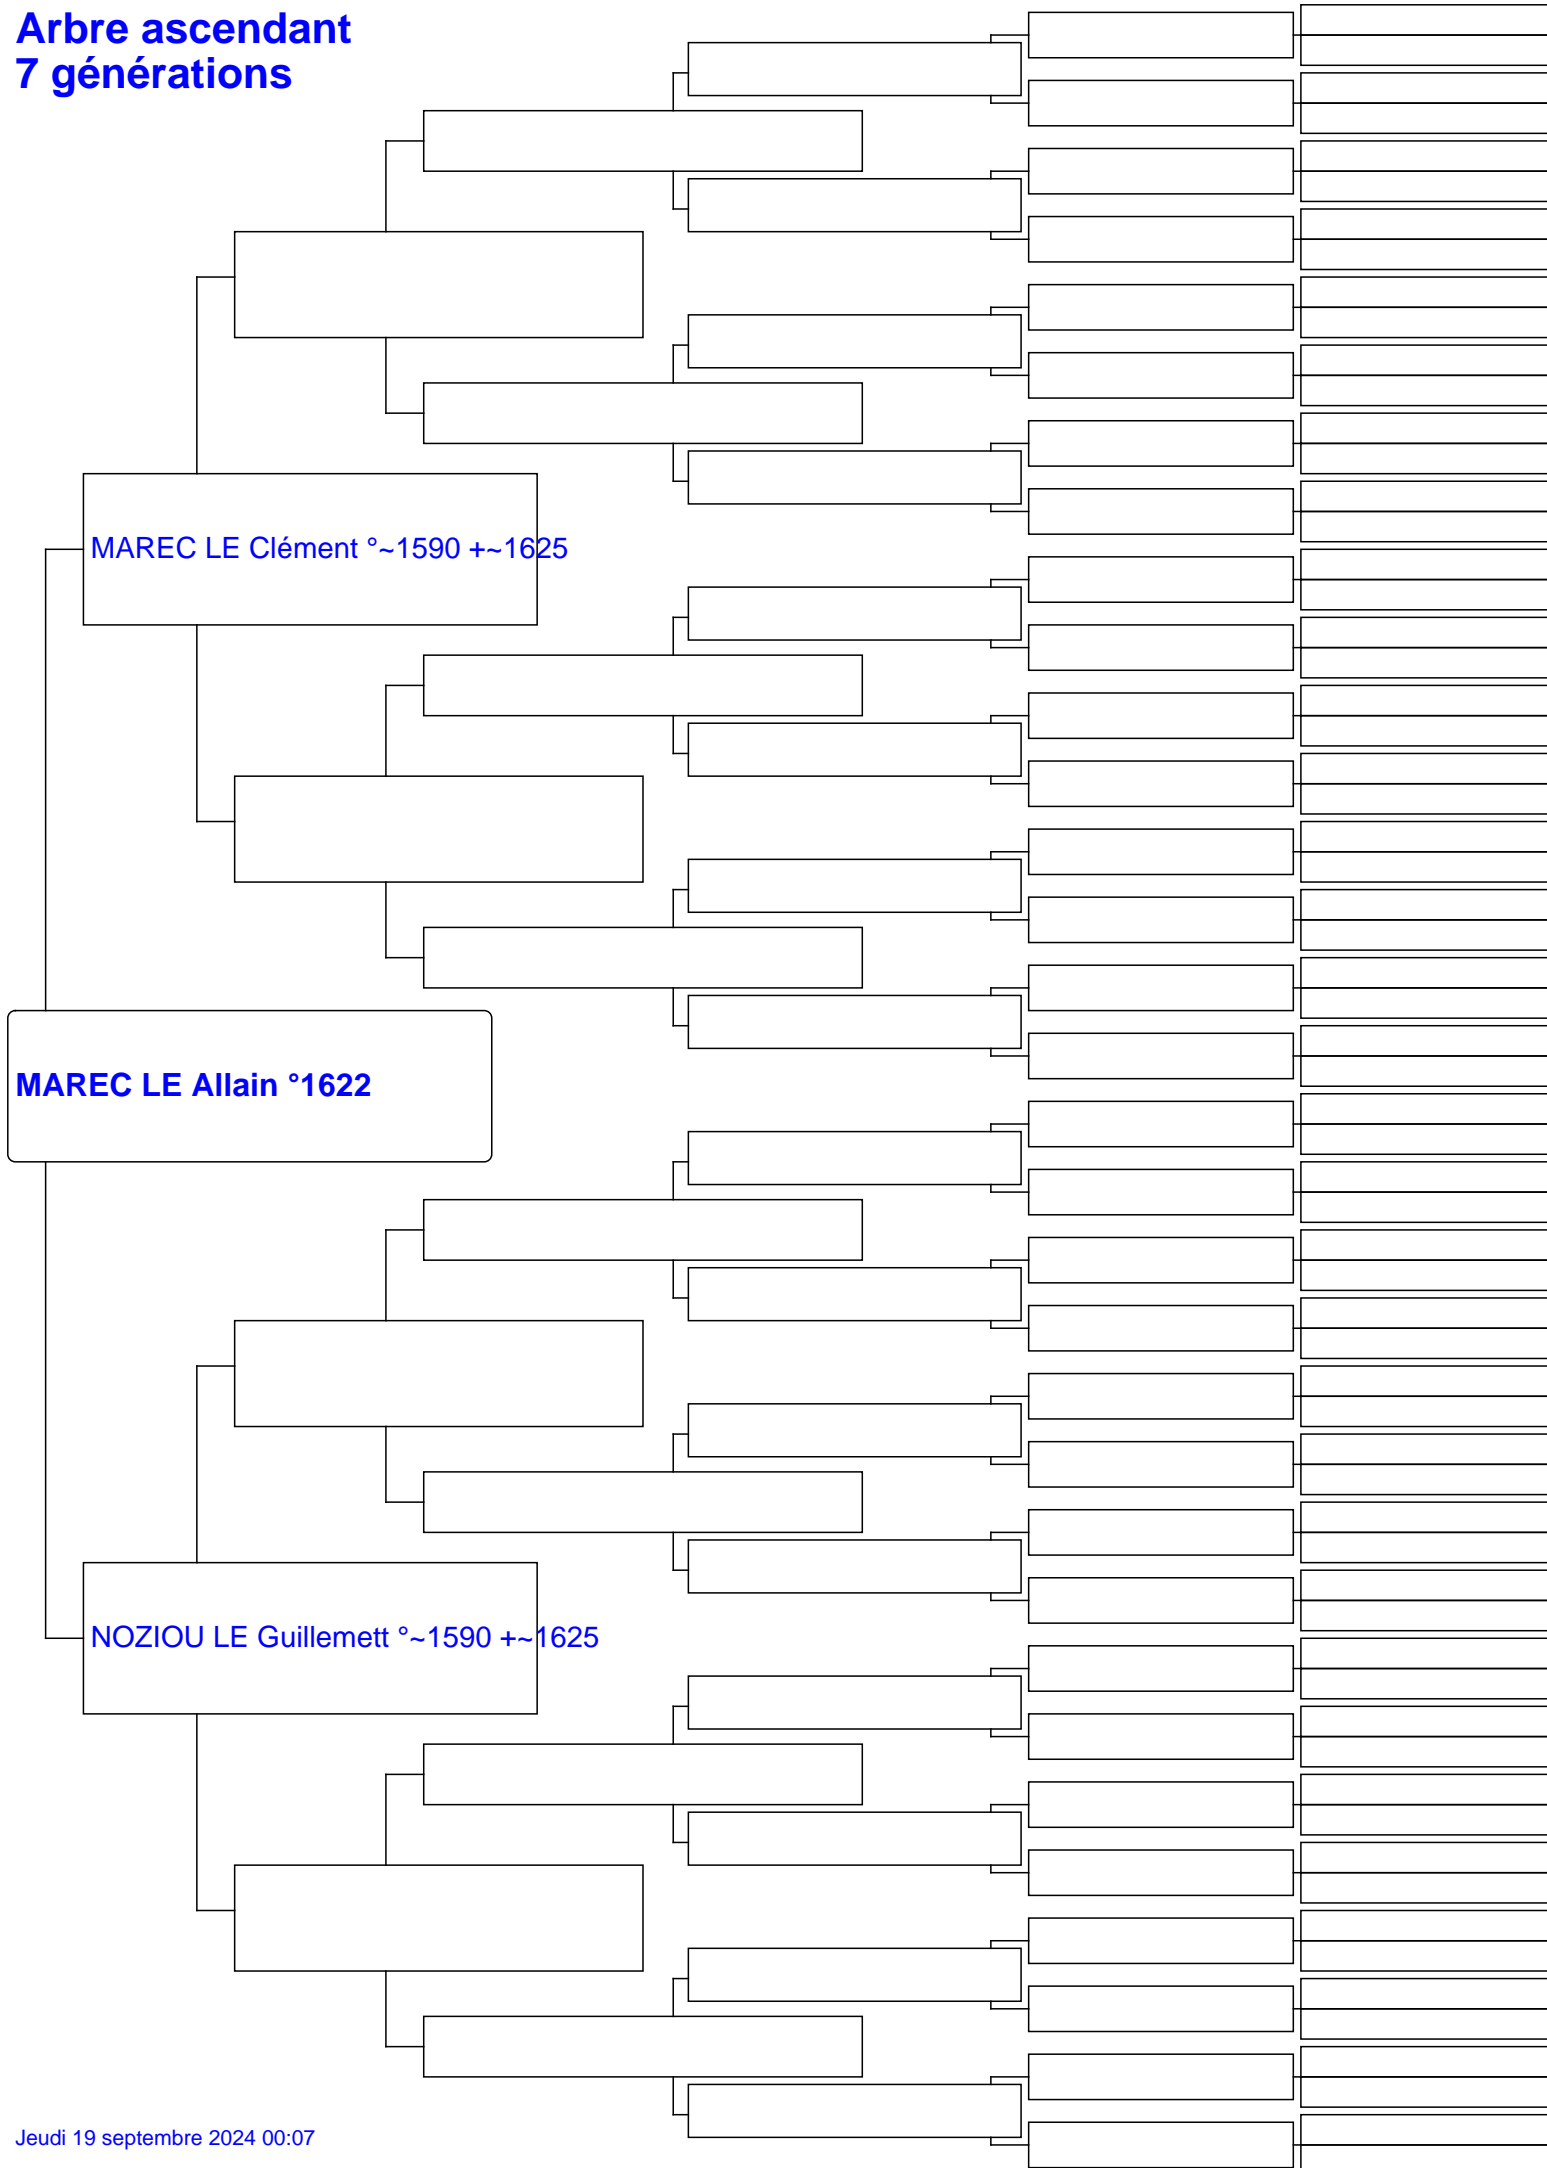 Arbre ascendant
7 générations
MAREC LE Clément °~1590 +~1625
MAREC LE Allain °1622
NOZIOU LE Guillemett °~1590 +~1625
Jeudi 19 septembre 2024 00:07